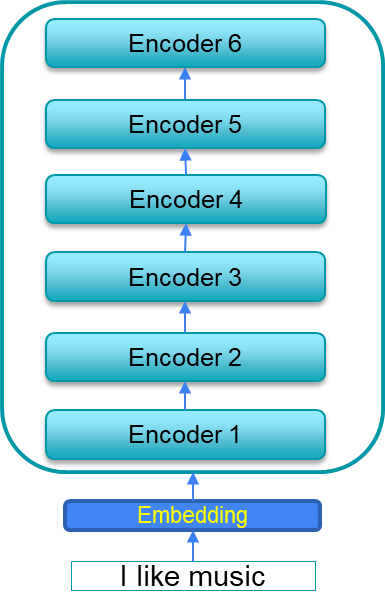 Encoder 6
Encoder 5
Encoder 4
Encoder 3
Encoder 2
Encoder 1
Embedding
I like music